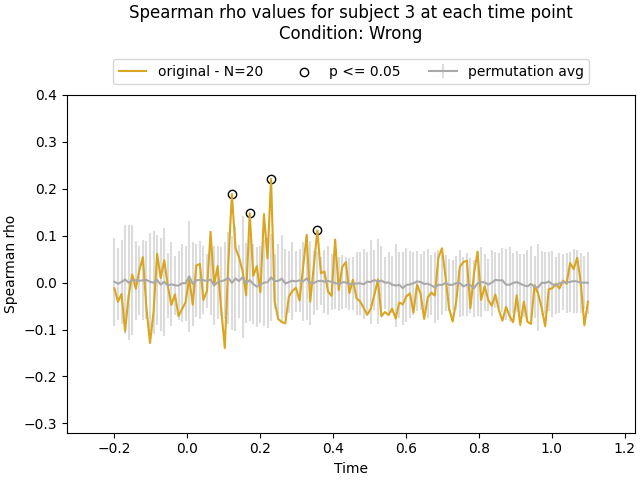 Spearman rho values for subject 3 at each time point
Condition: Wrong
original - N=20 p <= 0.05 permutation avg
0.4
0.3
0.2
0.1
0.0
−0.1
−0.2
−0.3
Spearman rho
−0.2 0.0 0.2 0.4 0.6 0.8 1.0 1.2
Time